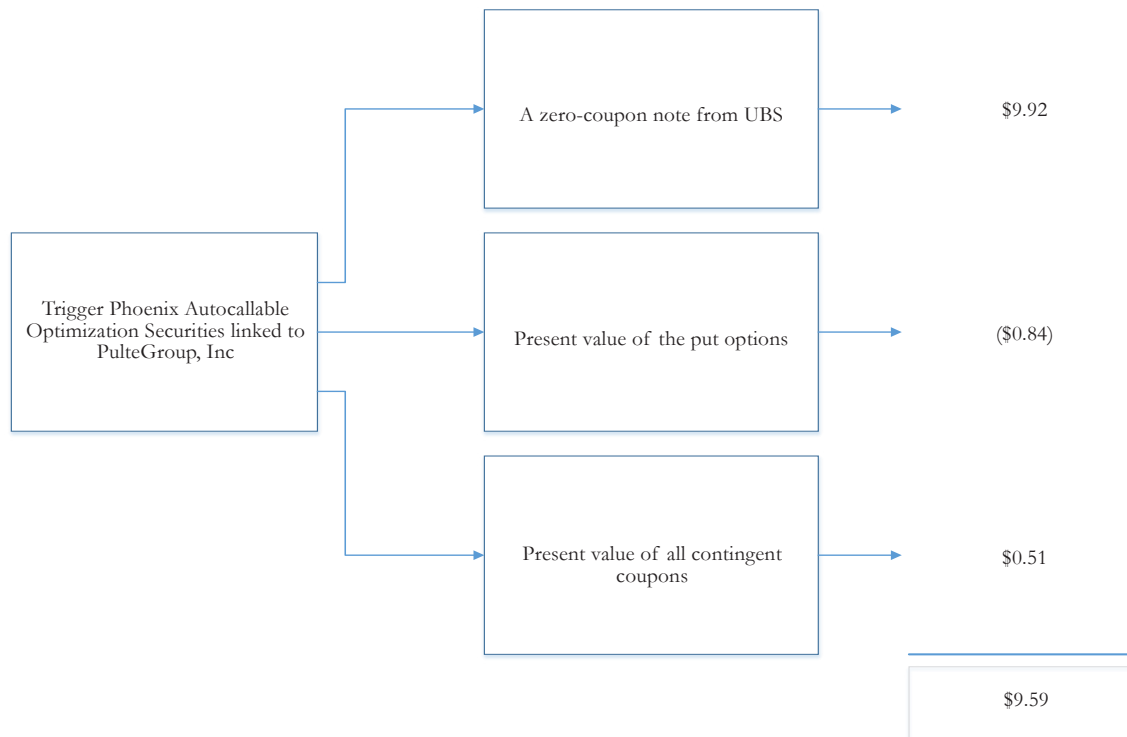 A zero-coupon note from UBS
$9.92
Trigger Phoenix Autocallable
Optimization Securities linked to
PulteGroup, Inc
Present value of the put options
($0.84)
Present value of all contingent
coupons
$0.51
$9.59